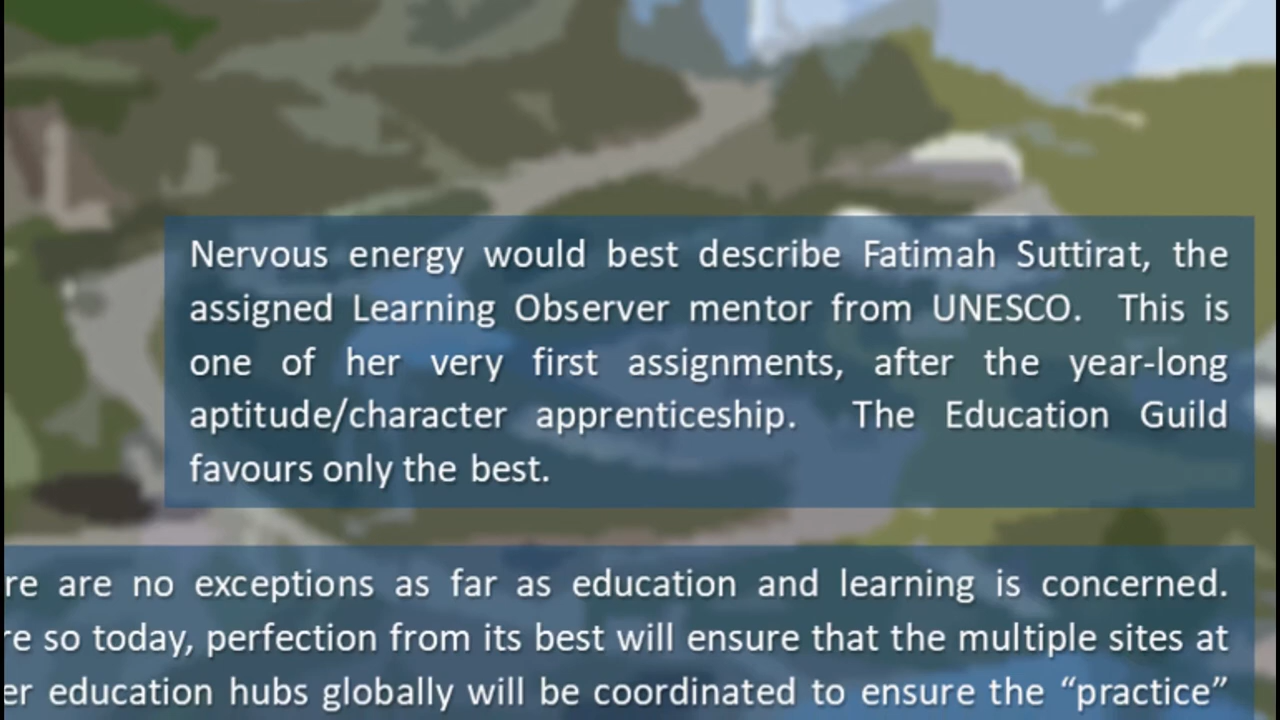 Nervous energy would best describe Fatimah Suttirat, the
assigned Learning Observer mentor from UNESCO. This is
one of her very first assignments, after the year-long
aptitude/character apprenticeship. The Education Guild
favours only the best.
are no exceptions as far as education and learning is concerned.
so today, perfection from its best will ensure that the multiple sites at
education hubs globally will be coordinated to ensure the “practice”